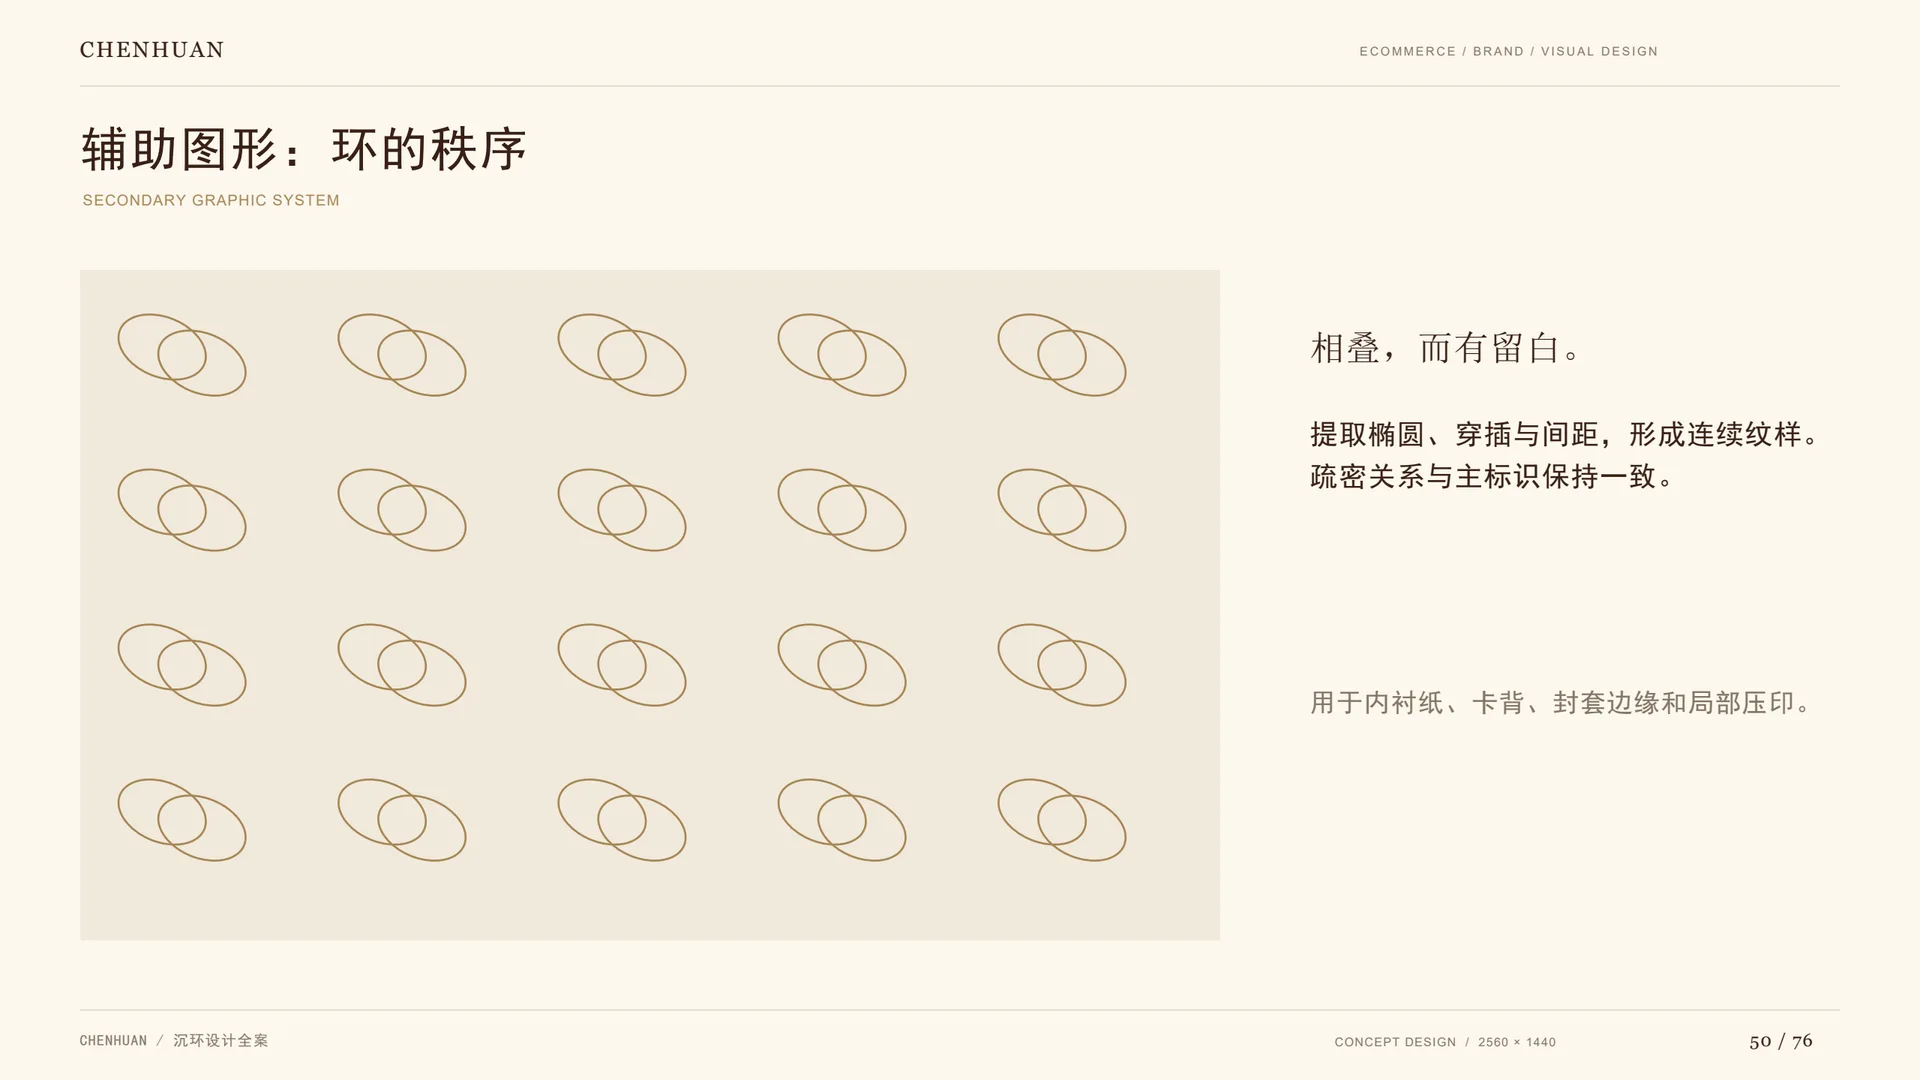 CHENHUAN
ECOMMERCE / BRAND / VISUAL DESIGN
辅助图形：环的秩序
SECONDARY GRAPHIC SYSTEM
相叠，而有留白。
提取椭圆、穿插与间距，形成连续纹样。
疏密关系与主标识保持一致。
用于内衬纸、卡背、封套边缘和局部压印。
CHENHUAN / 沉环设计全案
CONCEPT DESIGN / 2560 × 1440
50 / 76